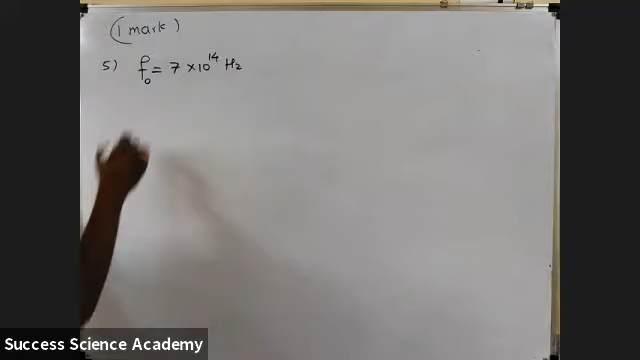 (1 mark)
5) f₀ = 7 × 10¹⁴ Hz
Success Science Academy